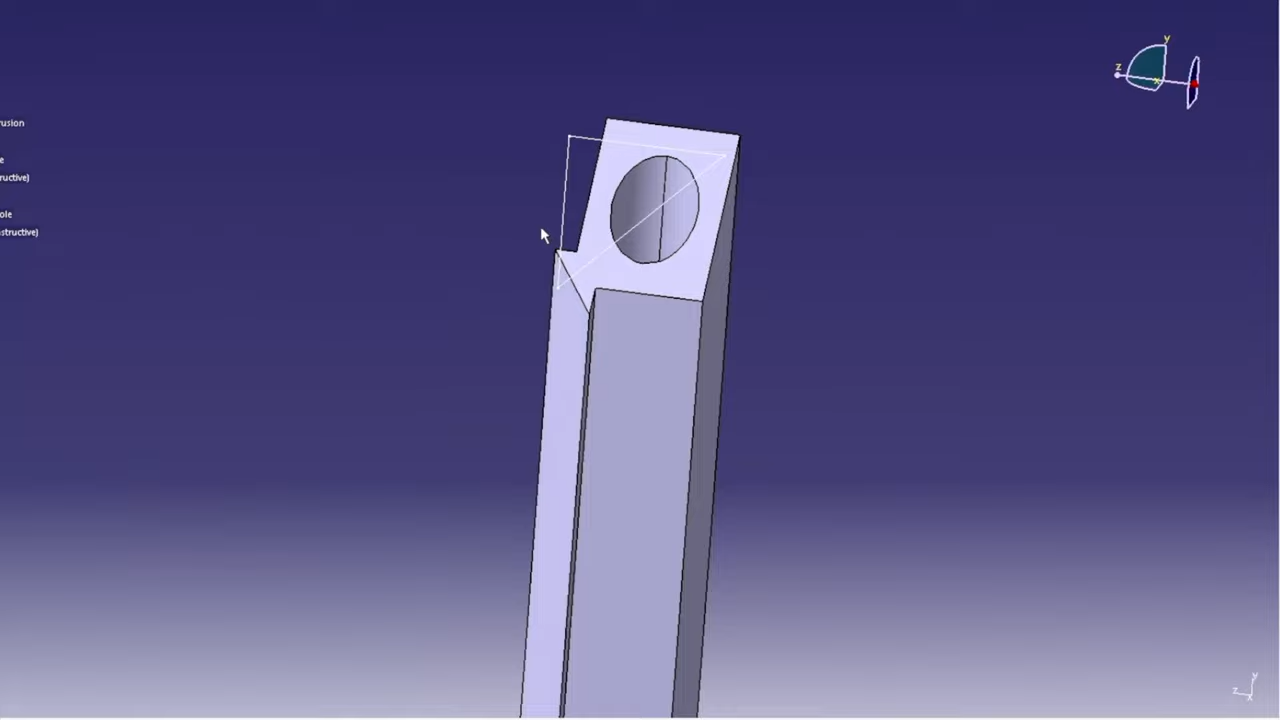 rusion
e
ructive)
ole
structive)
y
z
x
y
z
x